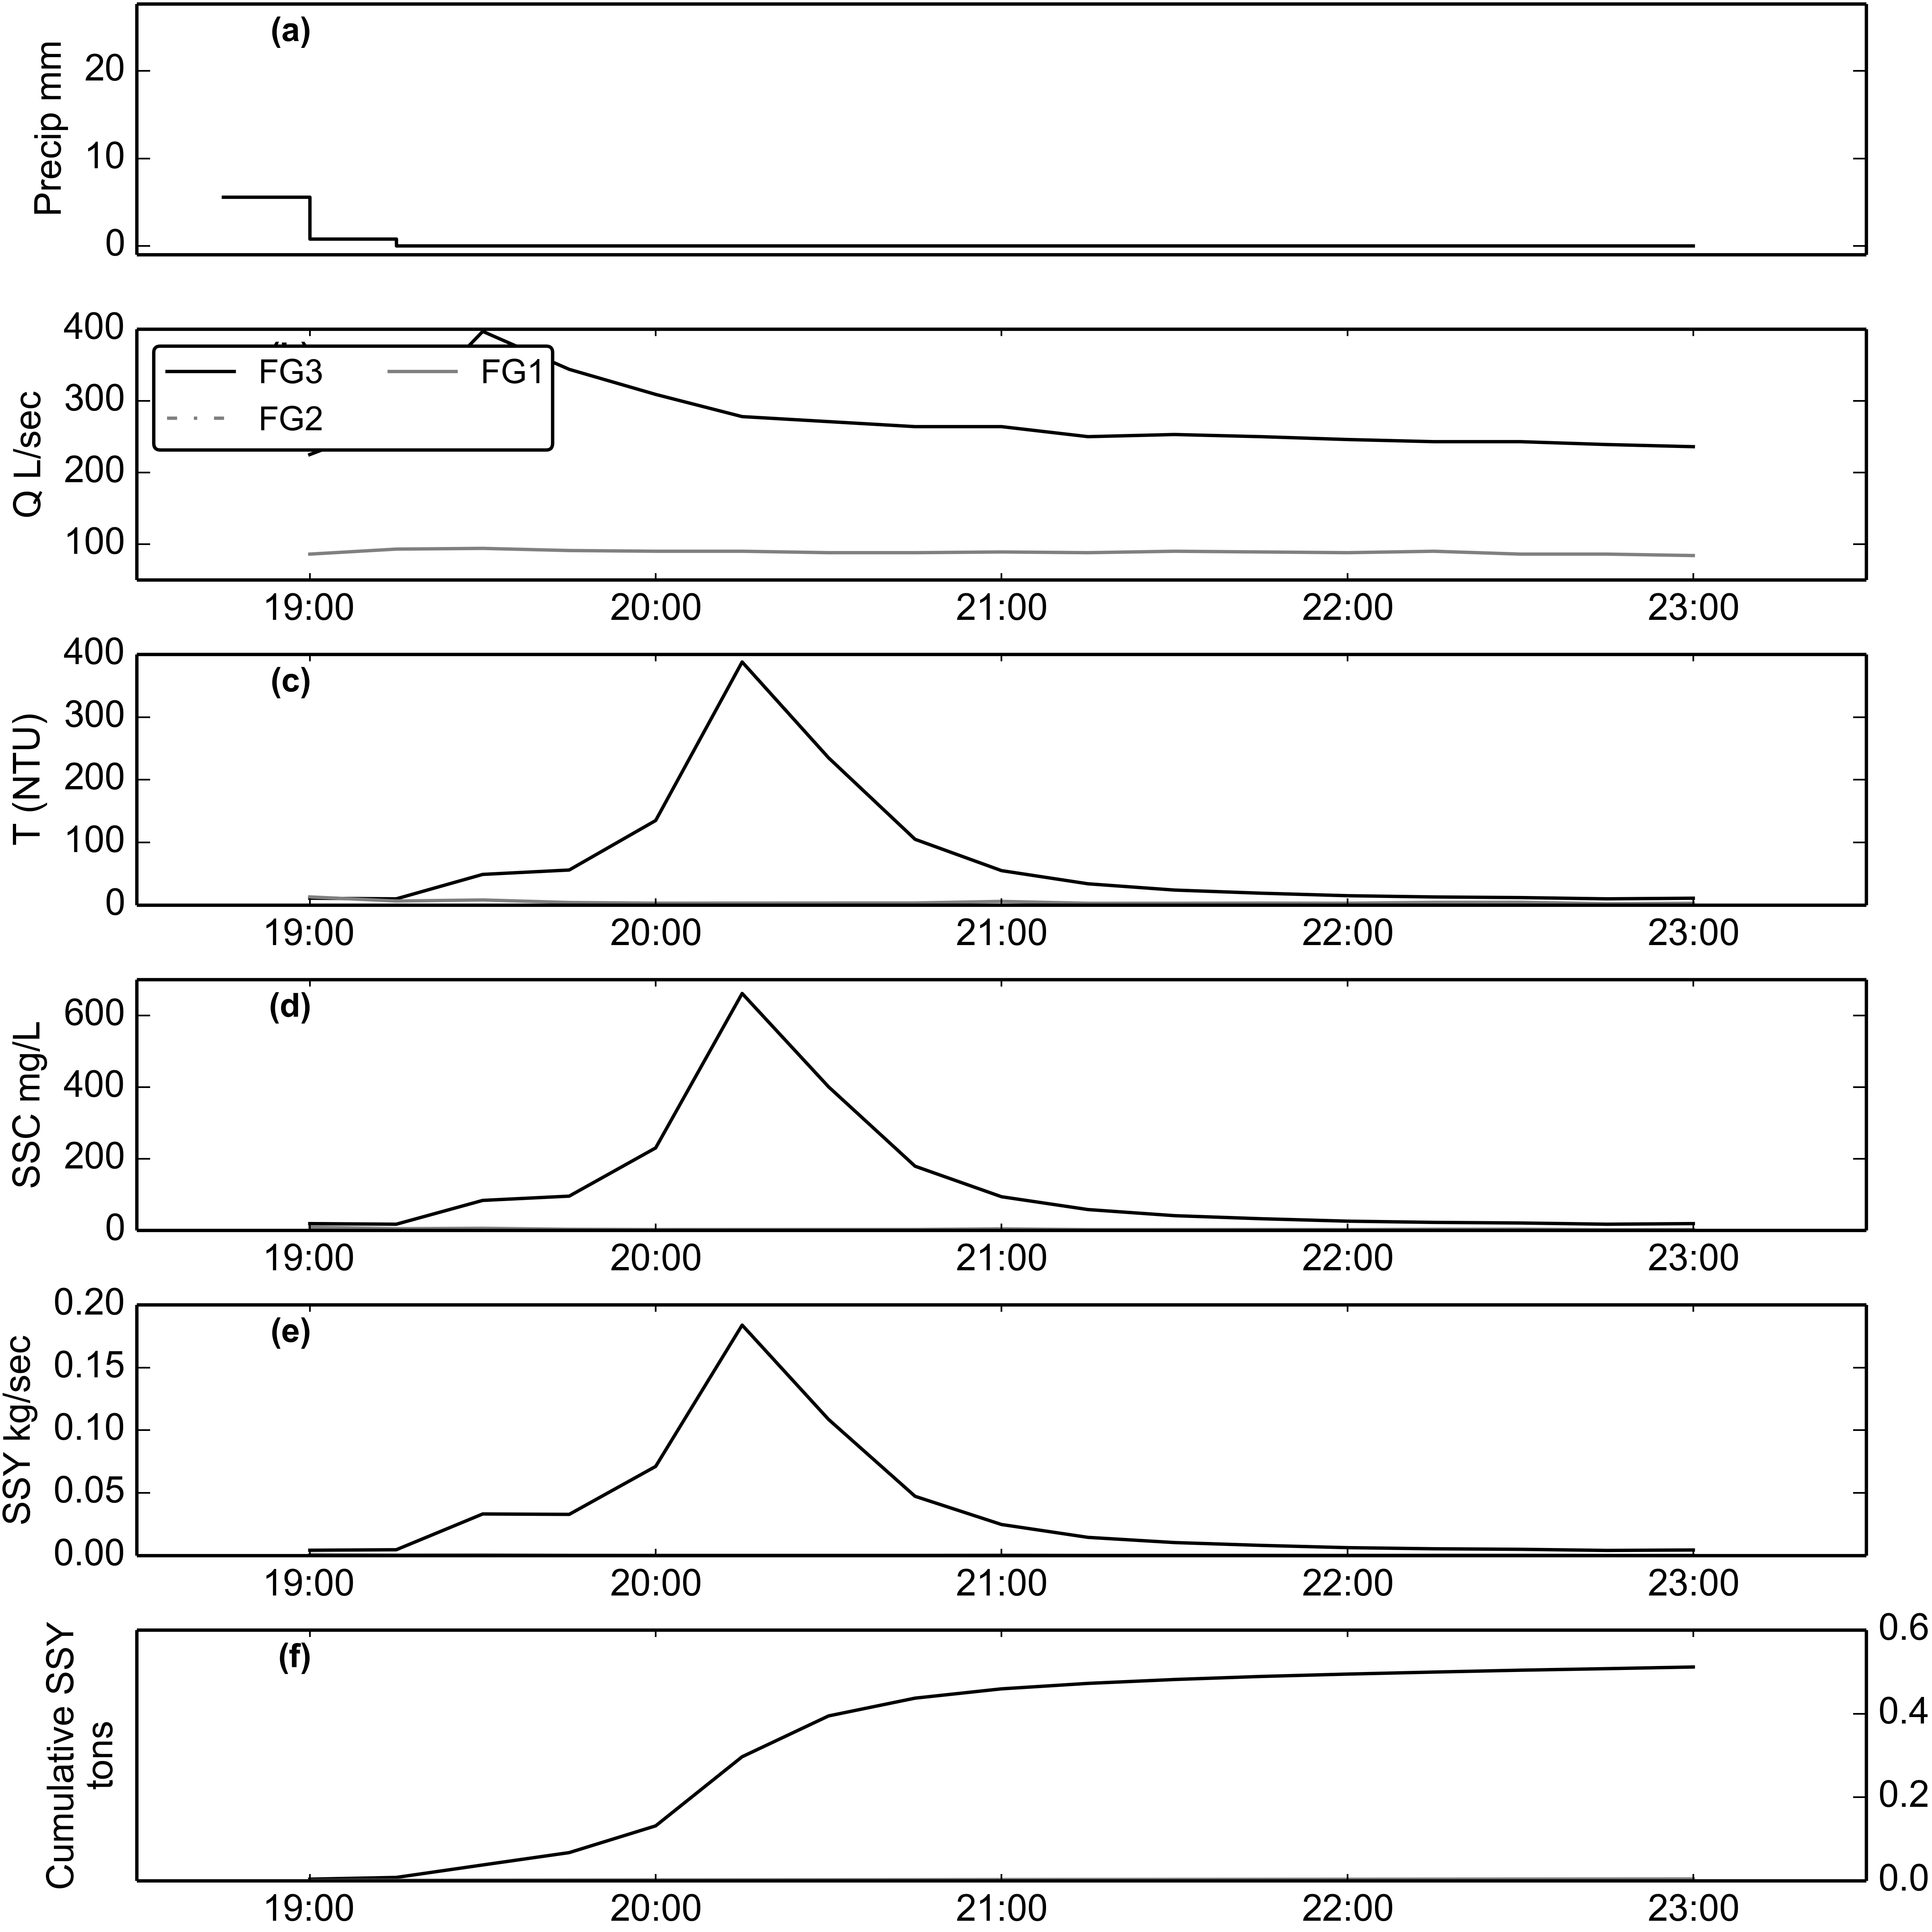 (a)
Precip mm
20
10
0
FG3 FG1
FG2
Q L/sec
400
300
200
100
19:00 20:00 21:00 22:00 23:00
(c)
T (NTU)
400
300
200
100
0
19:00 20:00 21:00 22:00 23:00
(d)
SSC mg/L
600
400
200
0
19:00 20:00 21:00 22:00 23:00
(e)
SSY kg/sec
0.20
0.15
0.10
0.05
0.00
19:00 20:00 21:00 22:00 23:00
(f)
Cumulative SSY
tons
0.6
0.4
0.2
0.0
19:00 20:00 21:00 22:00 23:00